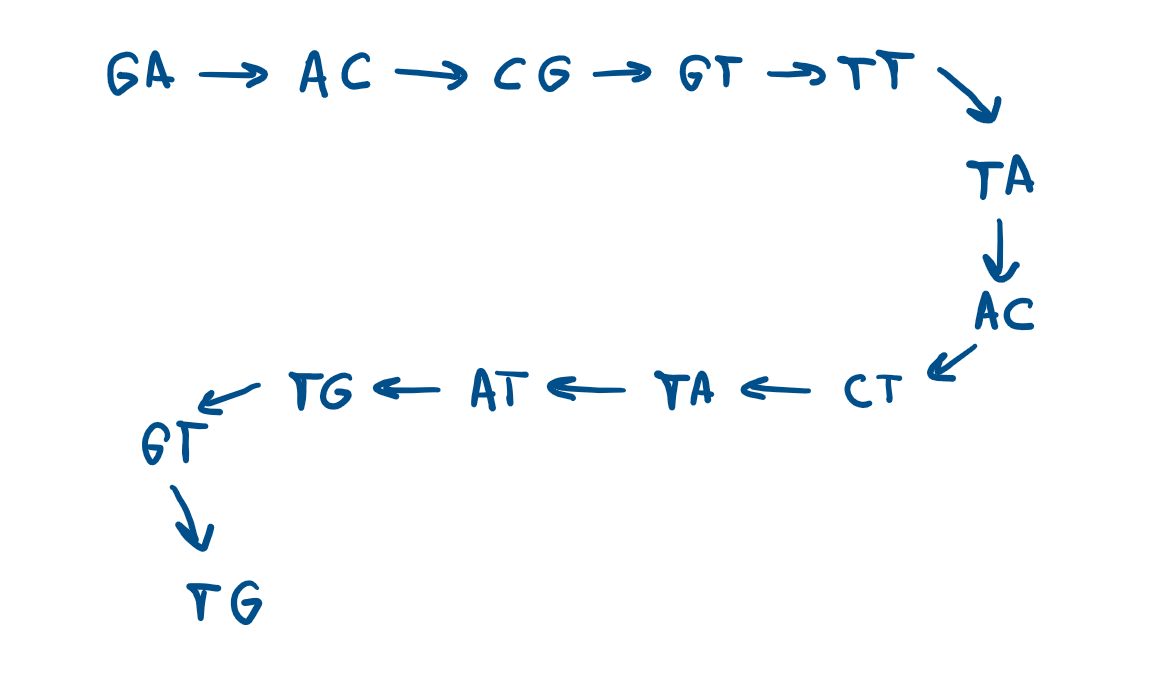 GA → AC → CG → GT → TT
TA
AC
TG ← AT ← TA ← CT
GT
TG